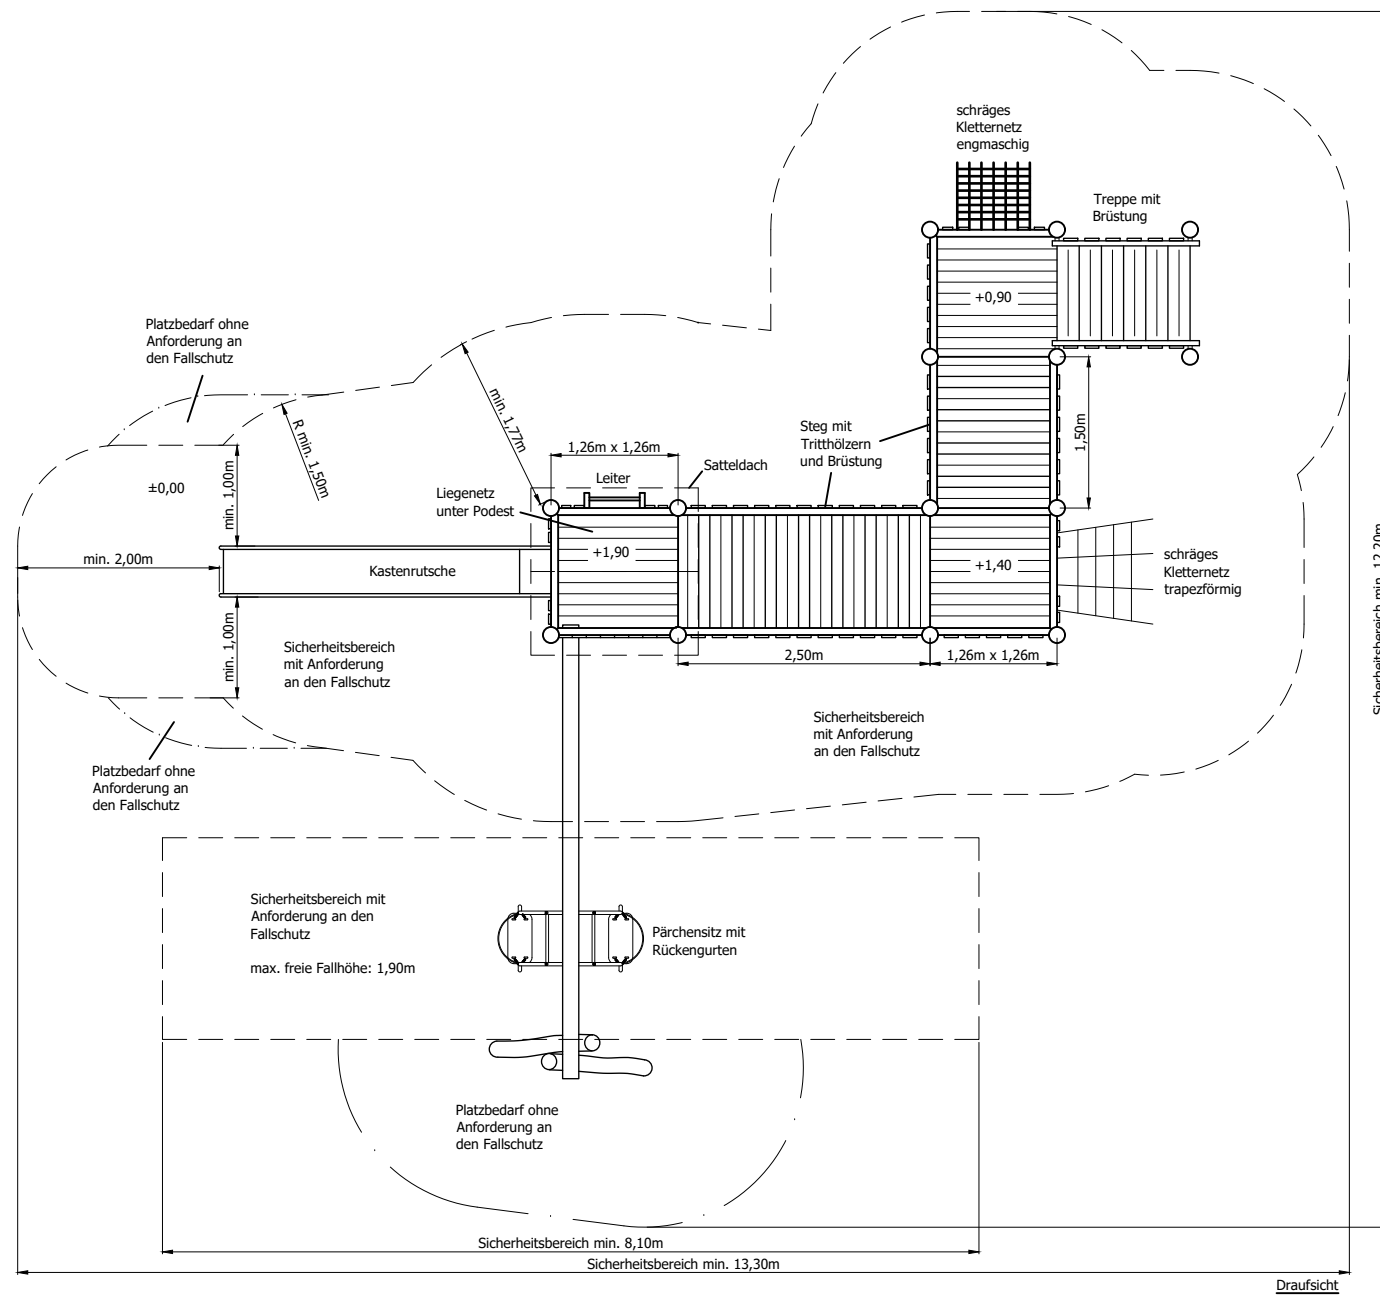 schräges
Kletternetz
engmaschig
Treppe mit
Brüstung
+0,90
Platzbedarf ohne
Anforderung an
den Fallschutz
min. 1,77m
R min. 1,50m
1,50m
Steg mit
Tritthölzern
und Brüstung
1,26m x 1,26m
Satteldach
Leiter
±0,00
min. 1,00m
Liegenetz
unter Podest
+1,90
+1,40
schräges
Kletternetz
trapezförmig
min. 2,00m
Kastenrutsche
min. 1,00m
Sicherheitsbereich
mit Anforderung
an den Fallschutz
2,50m
1,26m x 1,26m
Sicherheitsbereich min. 12,20m
Sicherheitsbereich
mit Anforderung
an den Fallschutz
Platzbedarf ohne
Anforderung an
den Fallschutz
Sicherheitsbereich mit
Anforderung an den
Fallschutz
max. freie Fallhöhe: 1,90m
Pärchensitz mit
Rückengurten
Platzbedarf ohne
Anforderung an
den Fallschutz
Sicherheitsbereich min. 8,10m
Sicherheitsbereich min. 13,30m
Draufsicht